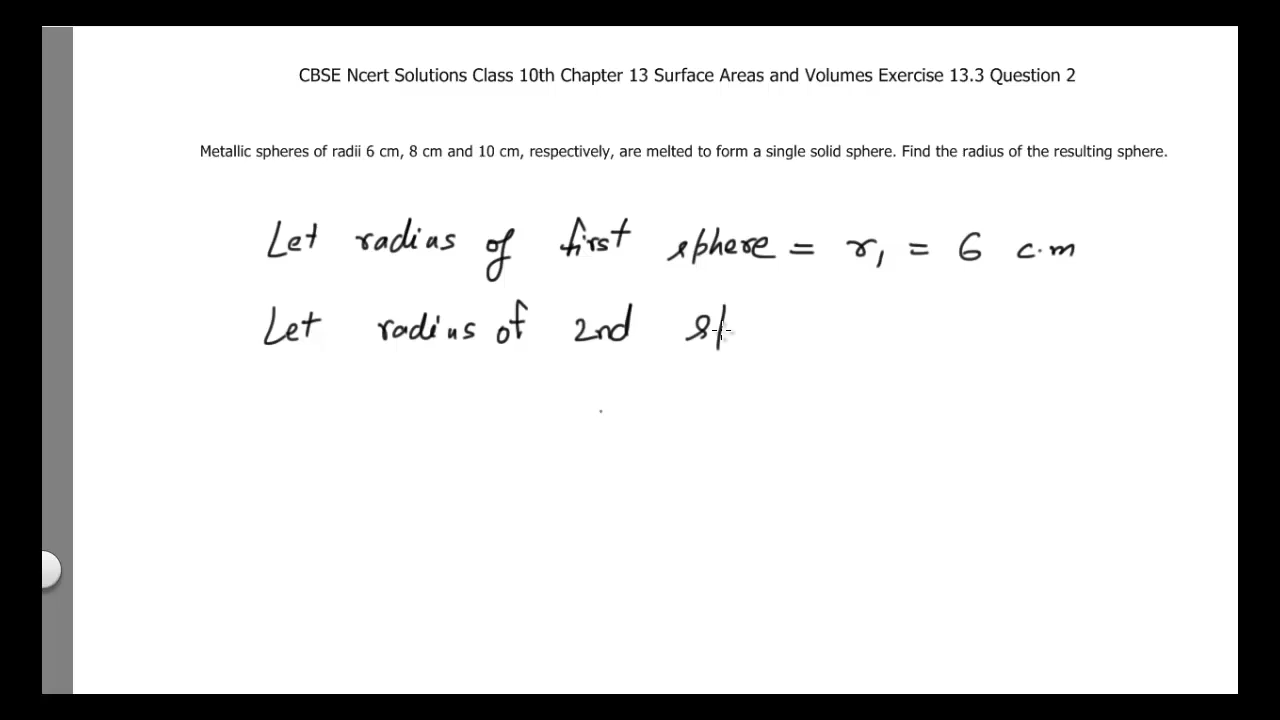 CBSE Ncert Solutions Class 10th Chapter 13 Surface Areas and Volumes Exercise 13.3 Question 2
Metallic spheres of radii 6 cm, 8 cm and 10 cm, respectively, are melted to form a single solid sphere. Find the radius of the resulting sphere.
Let radius of first sphere = r₁ = 6 c.m
Let radius of 2nd sp